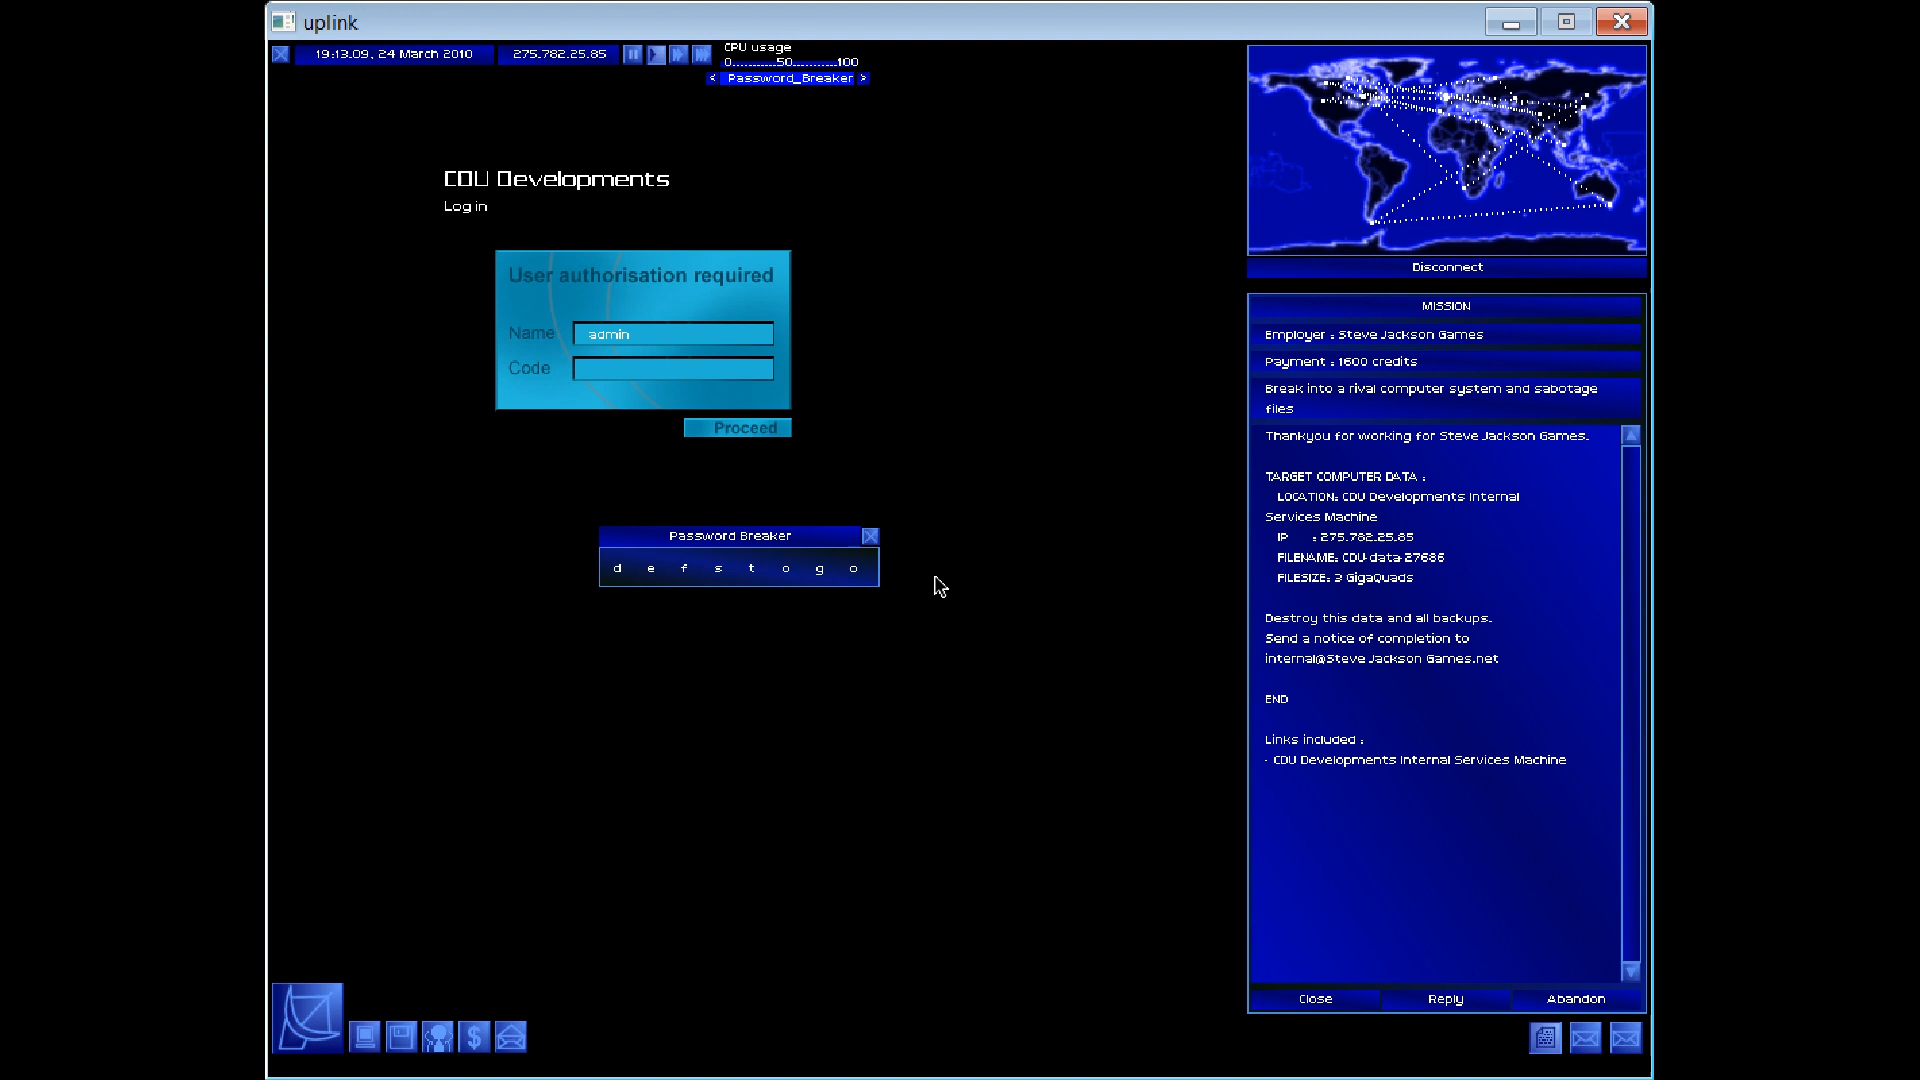 uplink
19:13.09, 24 March 2010
275.782.25.85
CPU usage
0..........50..........100
< Password_Breaker >
CDU Developments
Log in
User authorisation required
Name admin
Code
Proceed
Password Breaker
d e f s t o g o
Disconnect
MISSION
Employer : Steve Jackson Games
Payment : 1600 credits
Break into a rival computer system and sabotage
files
Thankyou for working for Steve Jackson Games.
TARGET COMPUTER DATA :
LOCATION: CDU Developments Internal
Services Machine
IP : 275.782.25.85
FILENAME: CDU-data-27686
FILESIZE: 3 GigaQuads
Destroy this data and all backups.
Send a notice of completion to
internal@Steve Jackson Games.net
END
Links included :
- CDU Developments Internal Services Machine
Close Reply Abandon